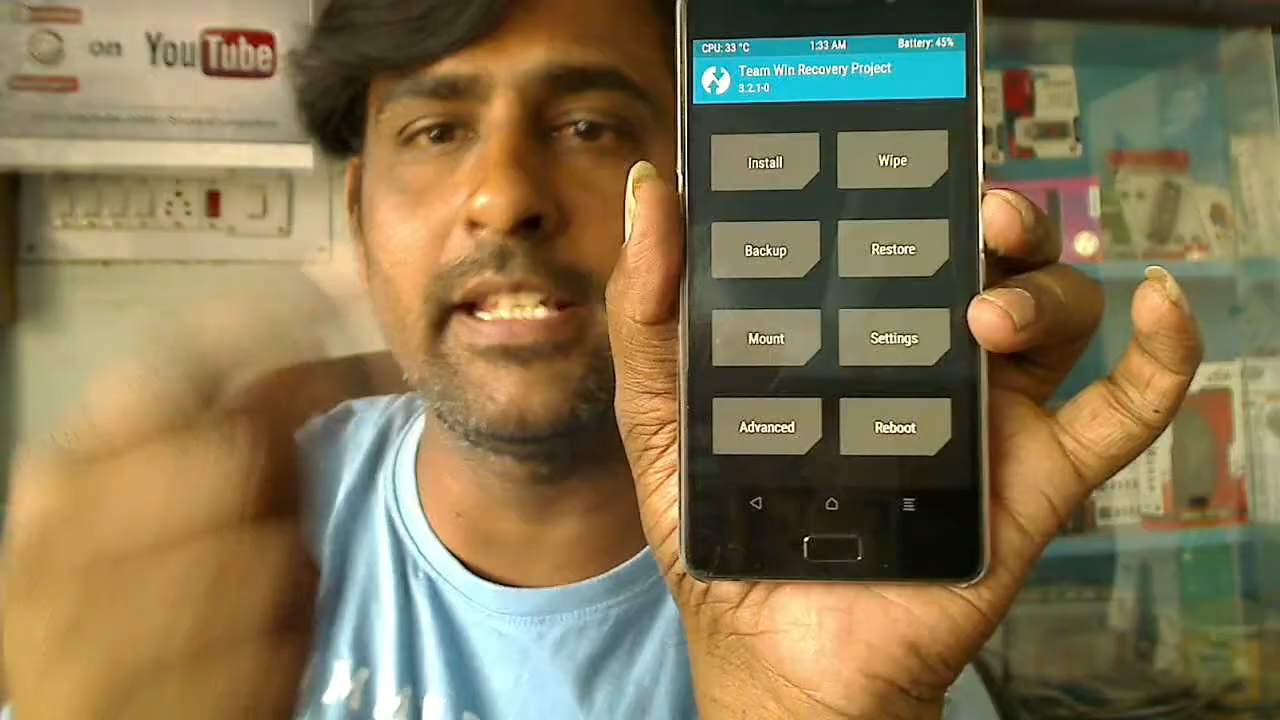 on YouTube
CPU: 33 °C 1:33 AM Battery: 45%
Team Win Recovery Project
3.2.1-0
Install Wipe
Backup Restore
Mount Settings
Advanced Reboot